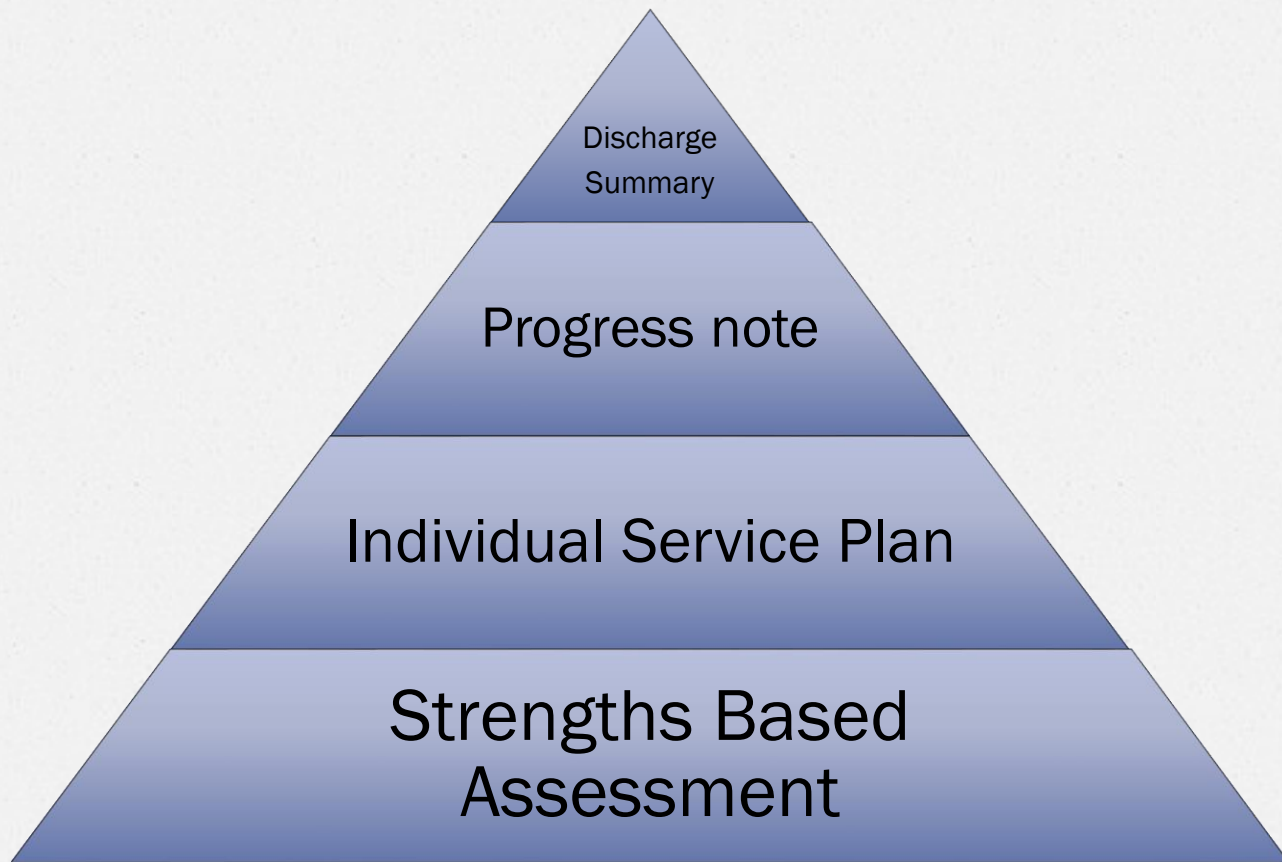 Discharge
Summary
Progress note
Individual Service Plan
Strengths Based
Assessment